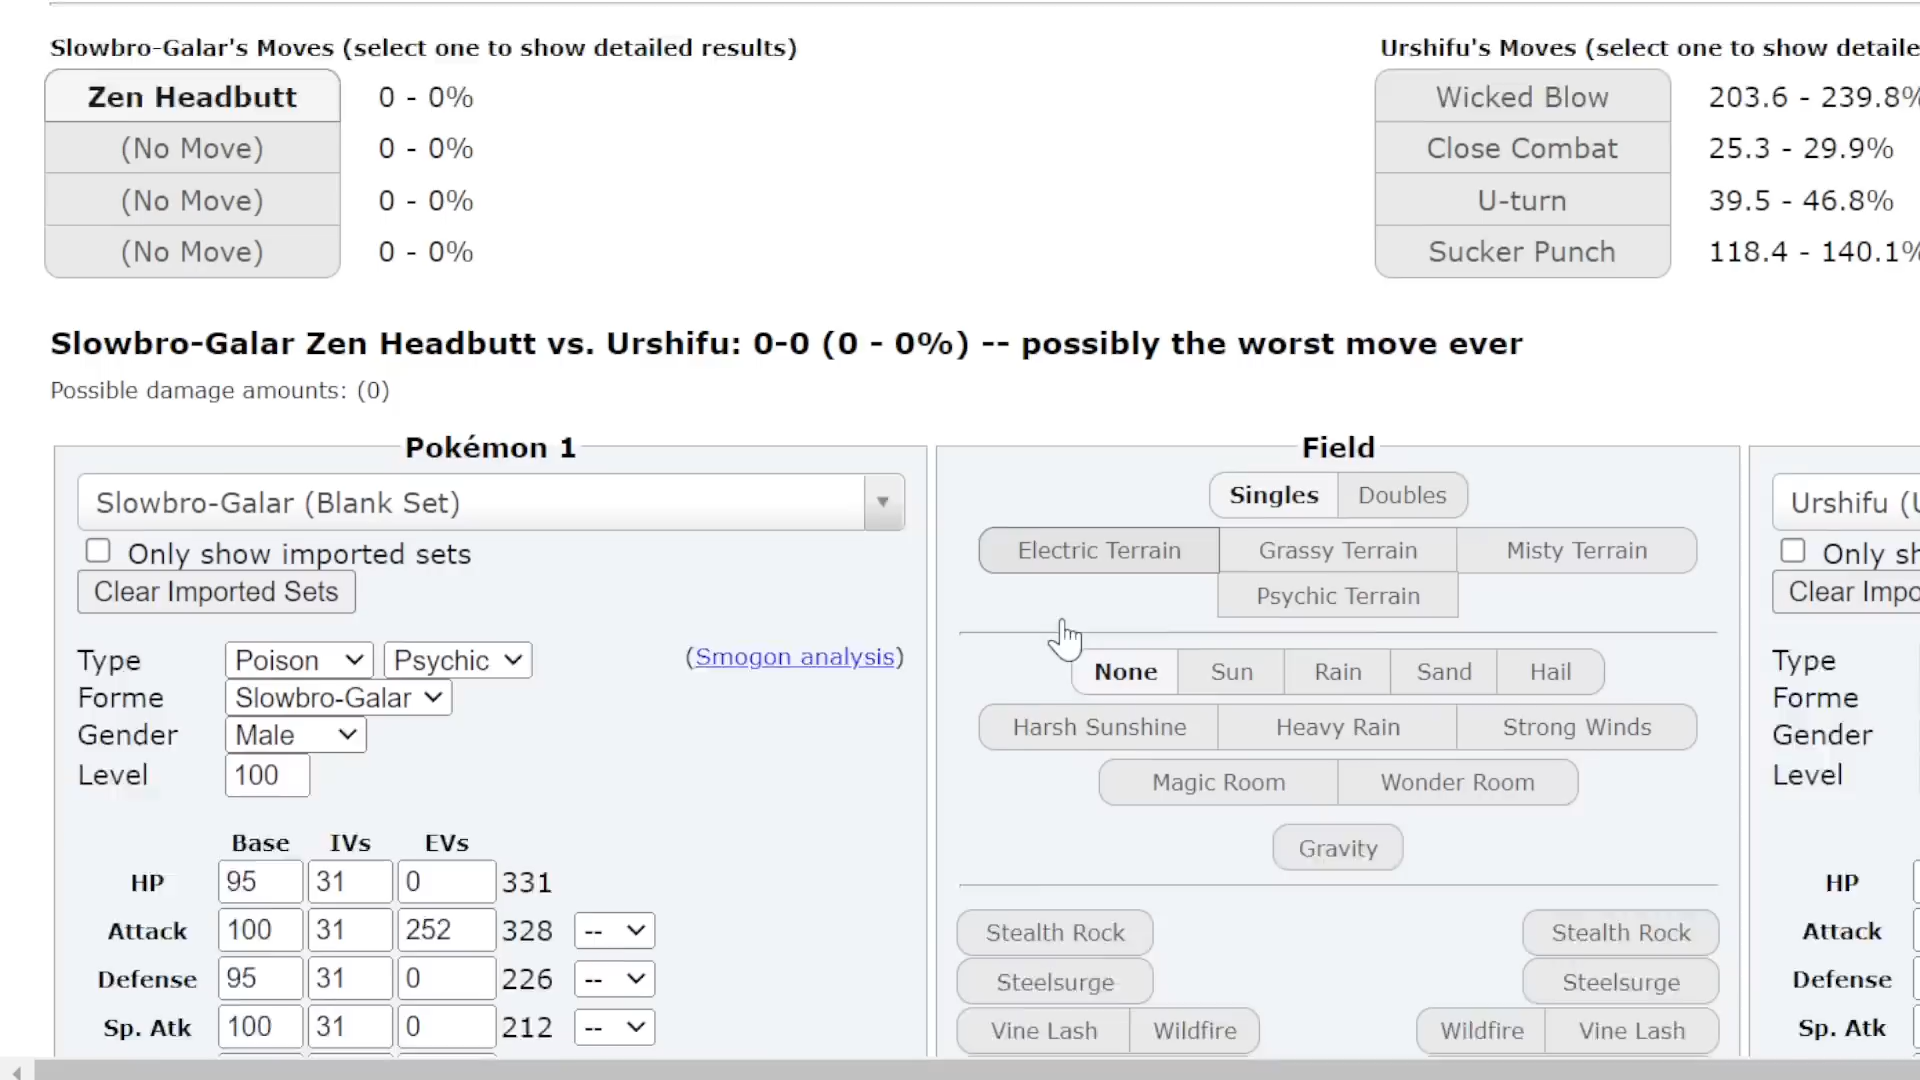 Slowbro-Galar's Moves (select one to show detailed results)
Urshifu's Moves (select one to show detaile
Zen Headbutt 0 - 0%
Wicked Blow 203.6 - 239.8%
(No Move) 0 - 0%
Close Combat 25.3 - 29.9%
(No Move) 0 - 0%
U-turn 39.5 - 46.8%
(No Move) 0 - 0%
Sucker Punch 118.4 - 140.1%
Slowbro-Galar Zen Headbutt vs. Urshifu: 0-0 (0 - 0%) -- possibly the worst move ever
Possible damage amounts: (0)
Pokémon 1
Slowbro-Galar (Blank Set)
Only show imported sets
Clear Imported Sets
Type Poison Psychic (Smogon analysis)
Forme Slowbro-Galar
Gender Male
Level 100
Base IVs EVs
HP 95 31 0 331
Attack 100 31 252 328 --
Defense 95 31 0 226 --
Sp. Atk 100 31 0 212 --
Field
Singles Doubles
Electric Terrain Grassy Terrain Misty Terrain
Psychic Terrain
None Sun Rain Sand Hail
Harsh Sunshine Heavy Rain Strong Winds
Magic Room Wonder Room
Gravity
Stealth Rock Stealth Rock
Steelsurge Steelsurge
Vine Lash Wildfire Wildfire Vine Lash
Urshifu (U
Only sh
Clear Impo
Type
Forme
Gender
Level
HP
Attack
Defense
Sp. Atk